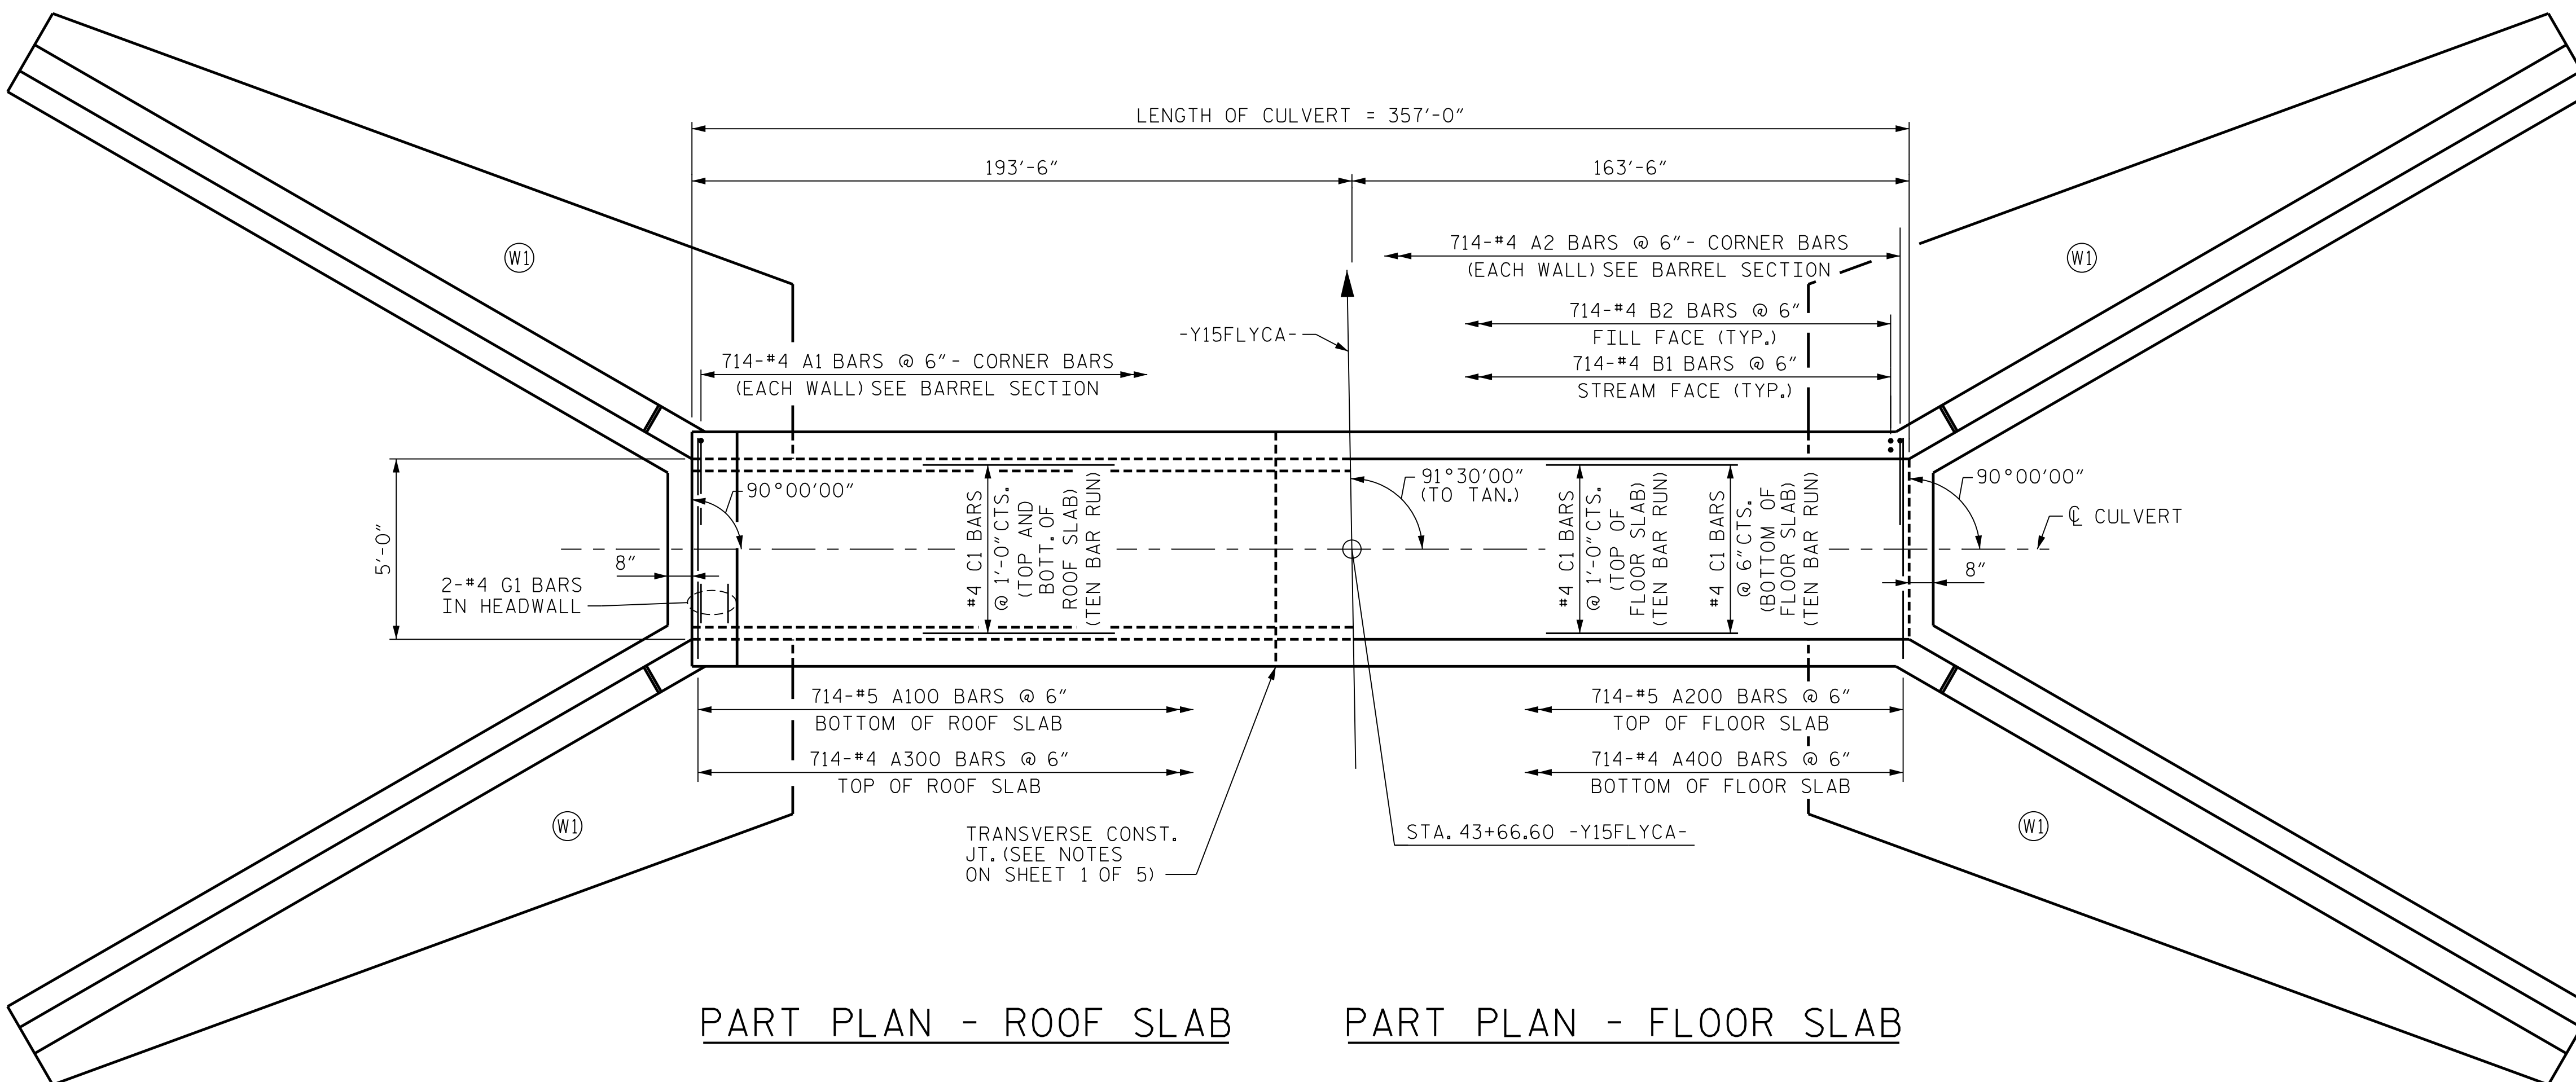 LENGTH OF CULVERT = 357'-0"
193'-6"
163'-6"
714-#4 A2 BARS @ 6"- CORNER BARS
(EACH WALL) SEE BARREL SECTION
W1
W1
714-#4 B2 BARS @ 6"
FILL FACE (TYP.)
-Y15FLYCA-
714-#4 A1 BARS @ 6"- CORNER BARS
(EACH WALL) SEE BARREL SECTION
714-#4 B1 BARS @ 6"
STREAM FACE (TYP.)
90°00'00"
91°30'00"
(TO TAN.)
90°00'00"
℄ CULVERT
5'-0"
8"
2-#4 G1 BARS
IN HEADWALL
#4 C1 BARS
@ 1'-0"CTS.
(TOP AND
BOTT. OF
ROOF SLAB)
(TEN BAR RUN)
#4 C1 BARS
@ 1'-0"CTS.
(TOP OF
FLOOR SLAB)
(TEN BAR RUN)
#4 C1 BARS
@ 6"CTS.
(BOTTOM OF
FLOOR SLAB)
(TEN BAR RUN)
8"
714-#5 A100 BARS @ 6"
BOTTOM OF ROOF SLAB
714-#4 A300 BARS @ 6"
TOP OF ROOF SLAB
714-#5 A200 BARS @ 6"
TOP OF FLOOR SLAB
714-#4 A400 BARS @ 6"
BOTTOM OF FLOOR SLAB
W1
W1
TRANSVERSE CONST.
JT. (SEE NOTES
ON SHEET 1 OF 5)
STA. 43+66.60 -Y15FLYCA-
PART PLAN - ROOF SLAB
PART PLAN - FLOOR SLAB